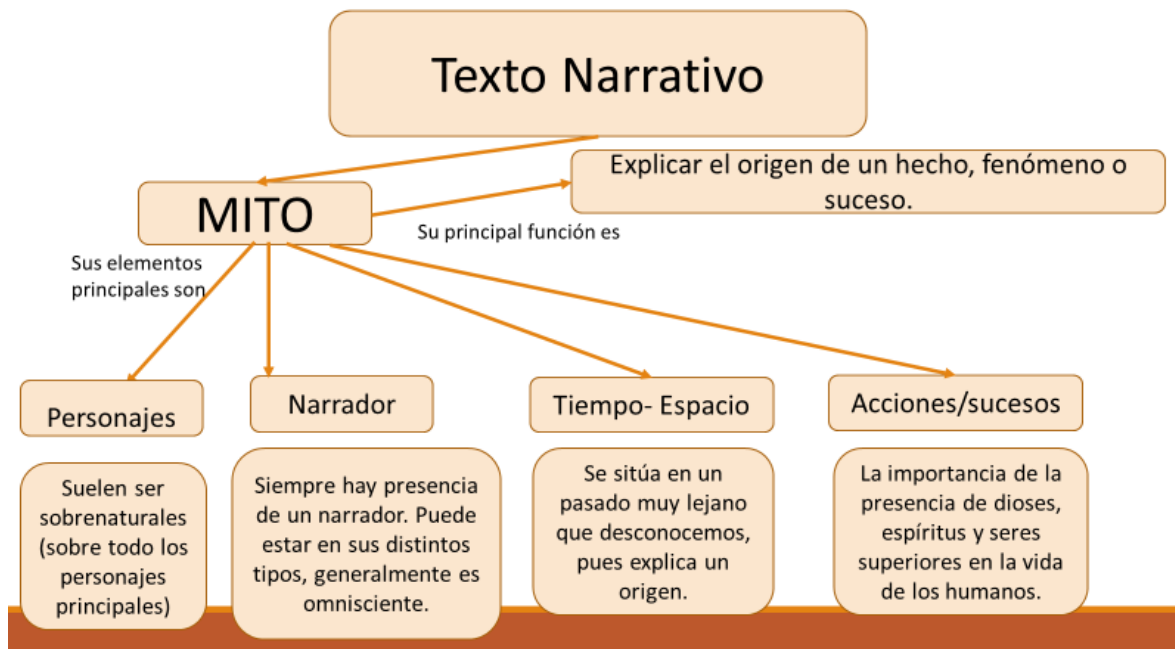 Texto Narrativo
Explicar el origen de un hecho, fenómeno o
suceso.
MITO
Su principal función es
Sus elementos
principales son
Personajes
Narrador
Tiempo- Espacio
Acciones/sucesos
Suelen ser
sobrenaturales
(sobre todo los
personajes
principales)
Siempre hay presencia
de un narrador. Puede
estar en sus distintos
tipos, generalmente es
omnisciente.
Se sitúa en un
pasado muy lejano
que desconocemos,
pues explica un
origen.
La importancia de la
presencia de dioses,
espíritus y seres
superiores en la vida
de los humanos.